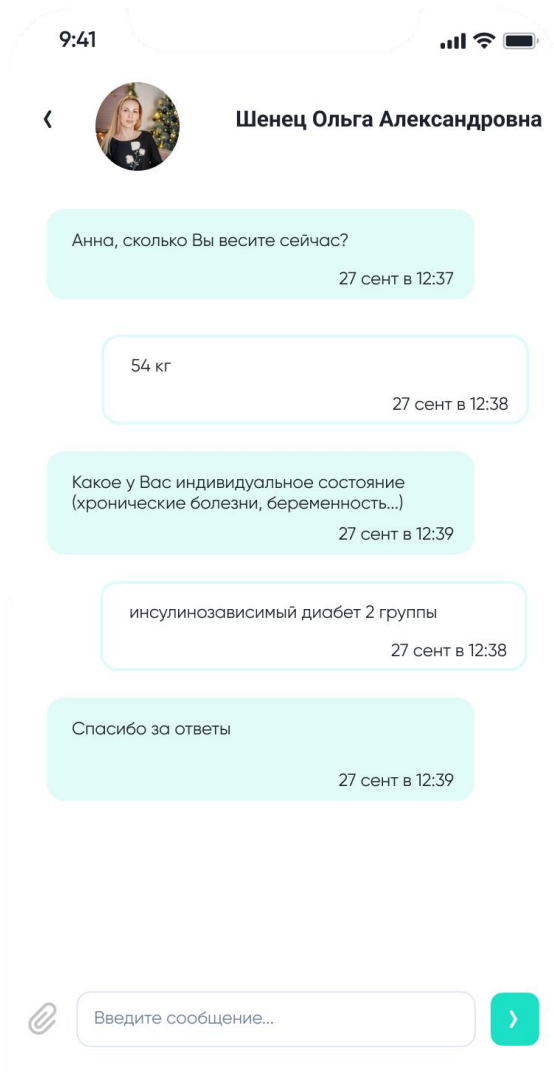 9:41
Шенец Ольга Александровна
Анна, сколько Вы весите сейчас?
27 сент в 12:37
54 кг
27 сент в 12:38
Какое у Вас индивидуальное состояние
(хронические болезни, беременность...)
27 сент в 12:39
инсулинозависимый диабет 2 группы
27 сент в 12:38
Спасибо за ответы
27 сент в 12:39
Введите сообщение...